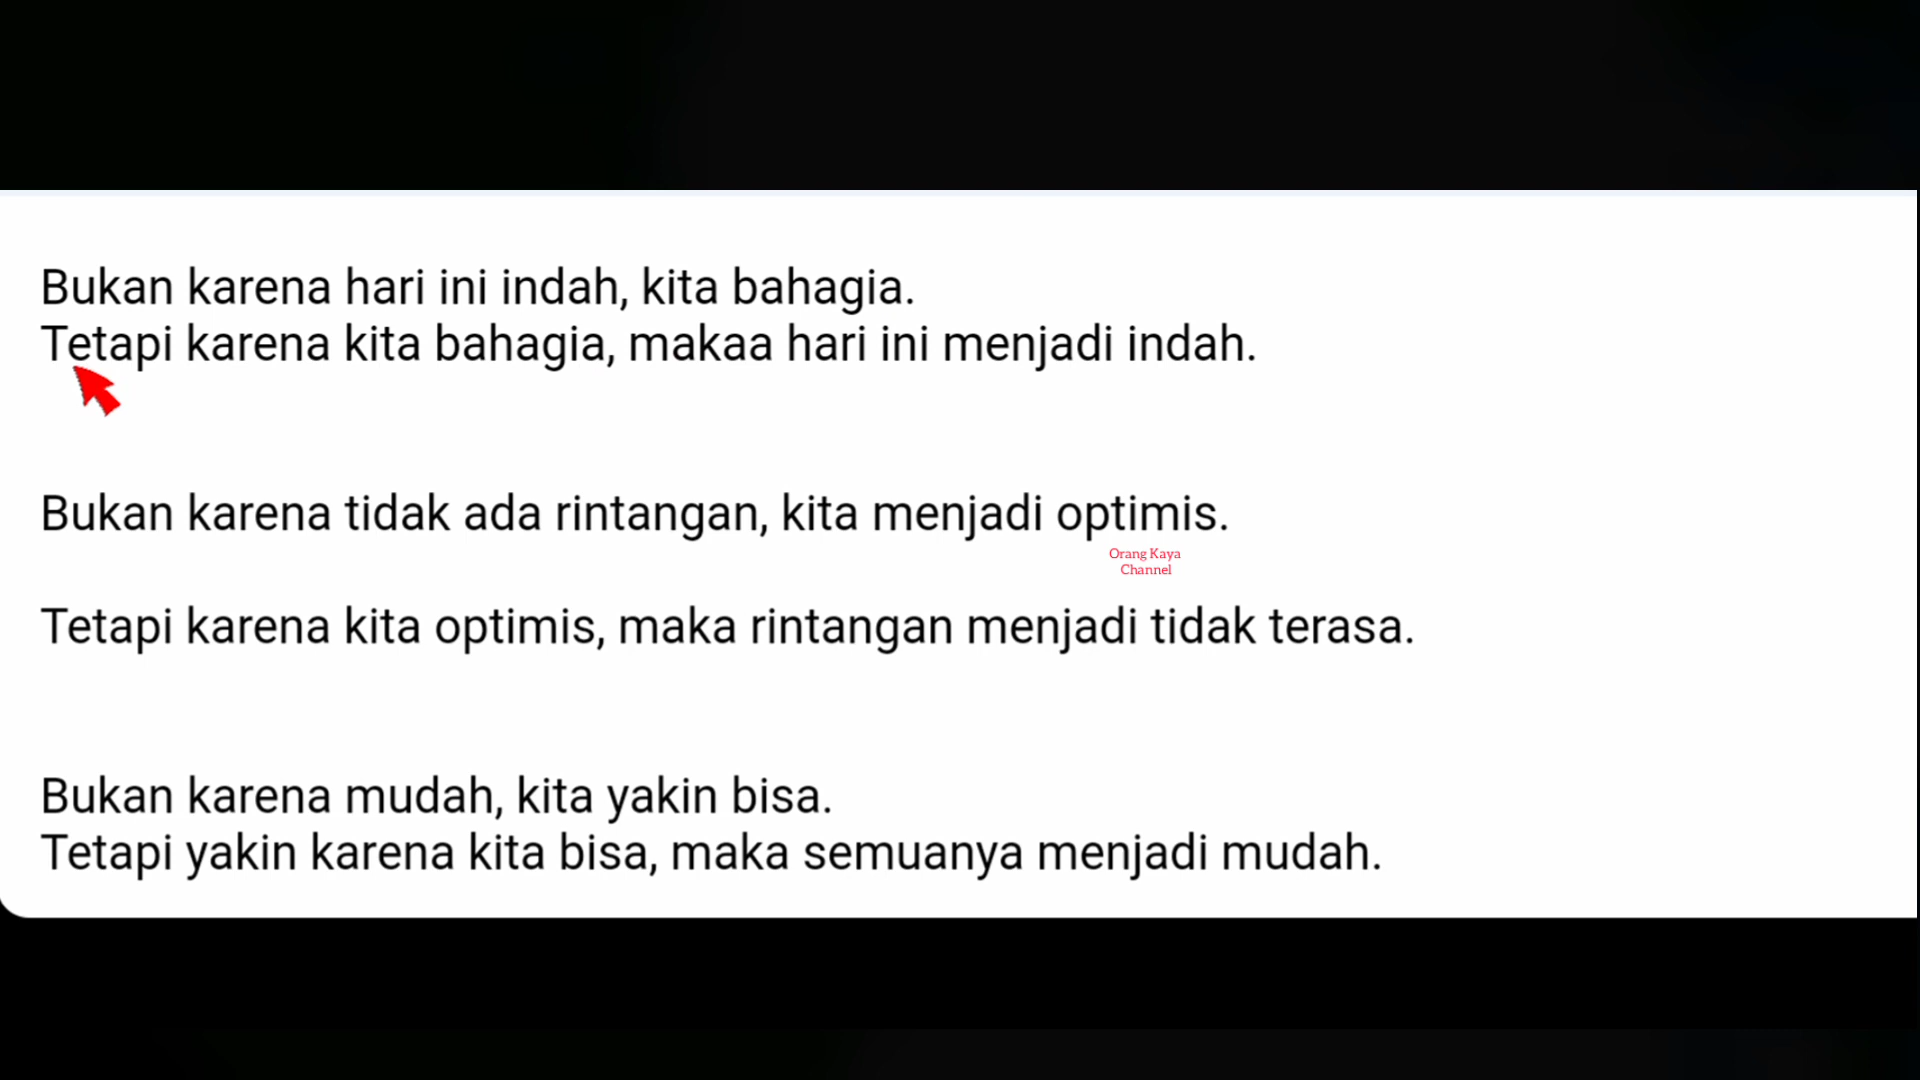 Bukan karena hari ini indah, kita bahagia.
Tetapi karena kita bahagia, makaa hari ini menjadi indah.
Bukan karena tidak ada rintangan, kita menjadi optimis.
Orang Kaya
Channel
Tetapi karena kita optimis, maka rintangan menjadi tidak terasa.
Bukan karena mudah, kita yakin bisa.
Tetapi yakin karena kita bisa, maka semuanya menjadi mudah.